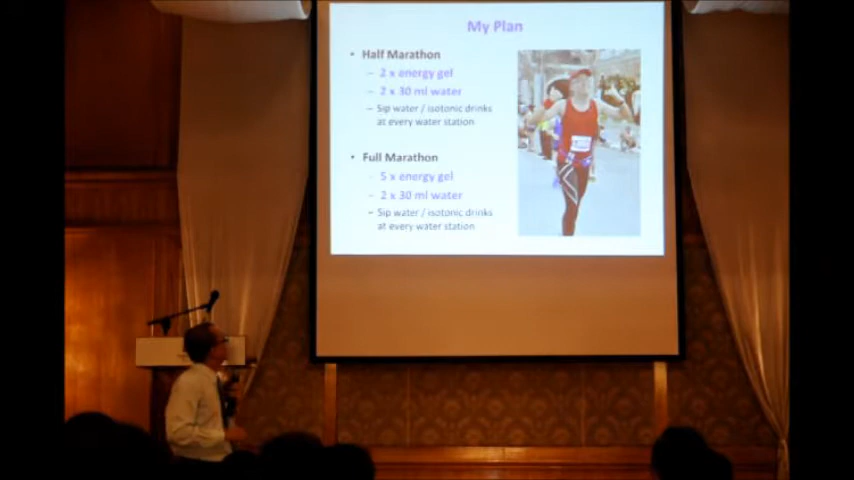 My Plan
• Half Marathon
– 2 x energy gel
– 2 x 30 ml water
– Sip water / isotonic drinks
at every water station
• Full Marathon
– 5 x energy gel
– 2 x 30 ml water
– Sip water / isotonic drinks
at every water station